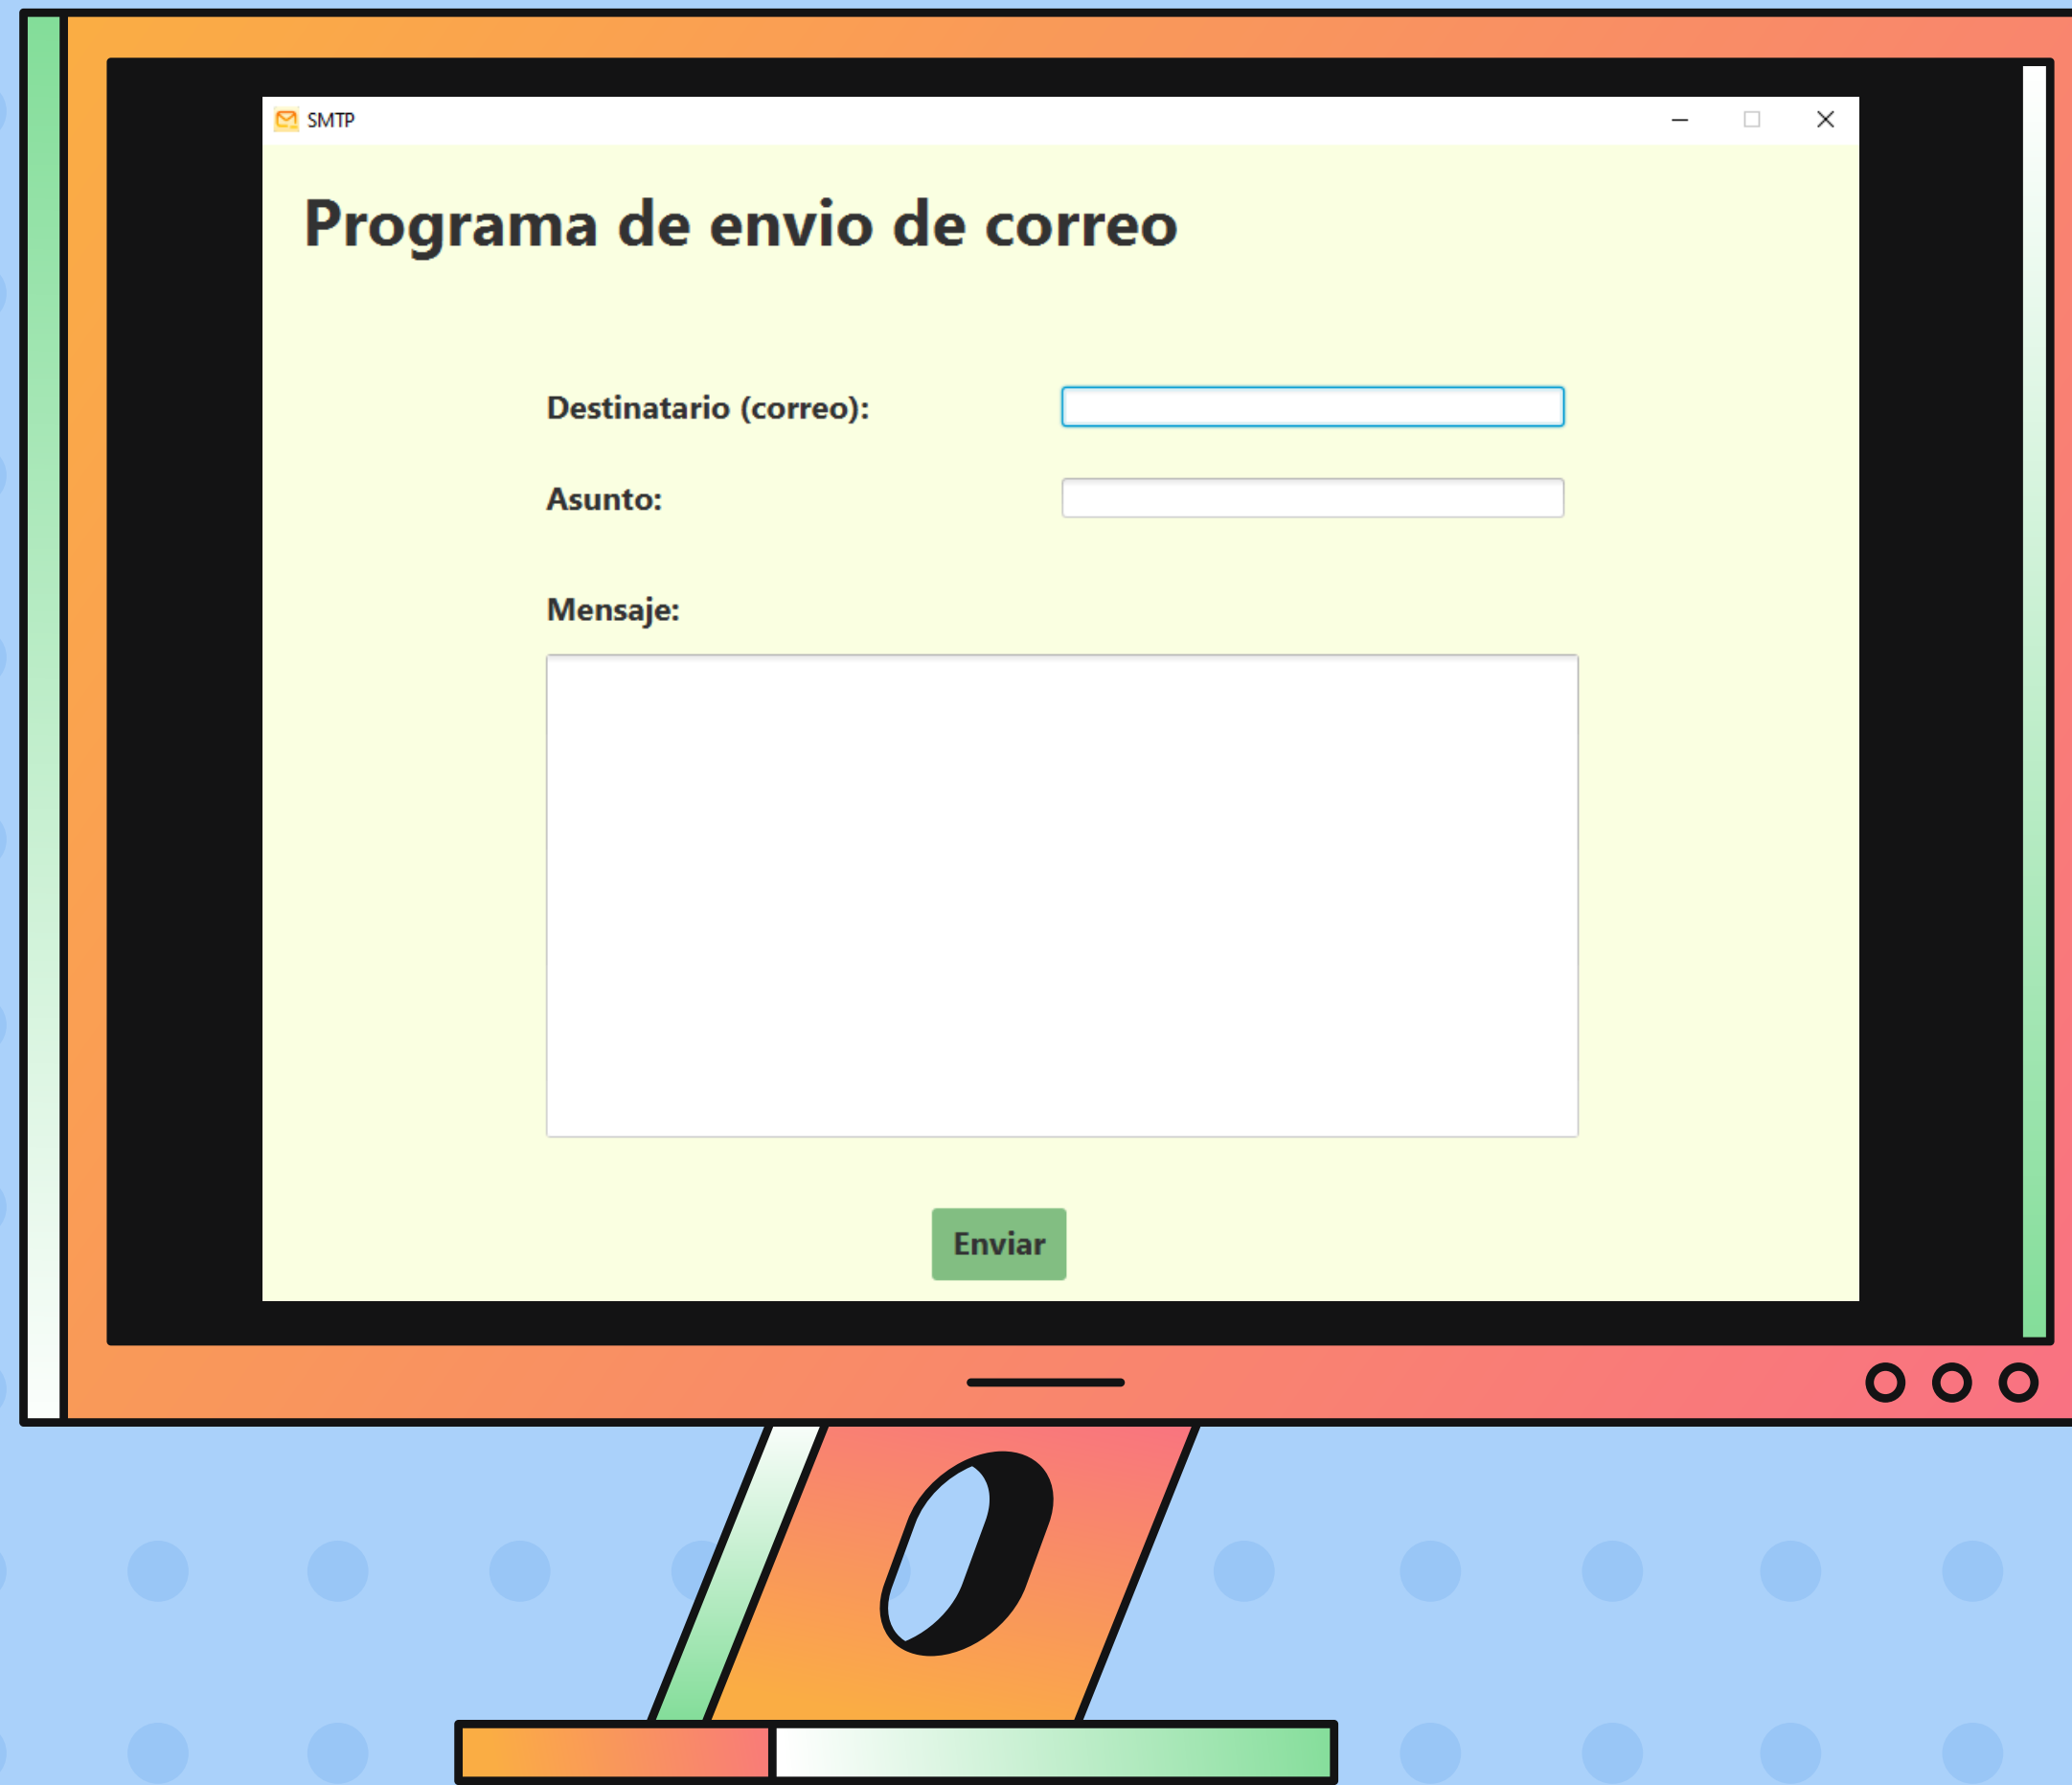 SMTP
Programa de envio de correo
Destinatario (correo):
Asunto:
Mensaje:
Enviar